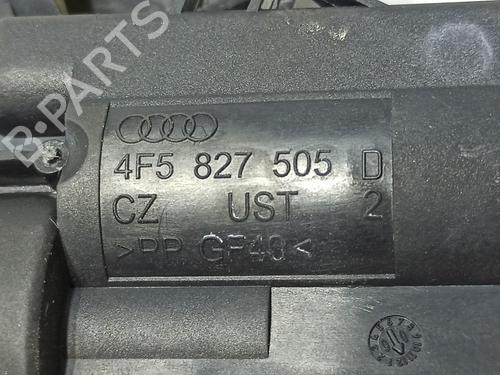 B-PARTS
4F5 827 505 D
CZ UST 2
>PP GF40<